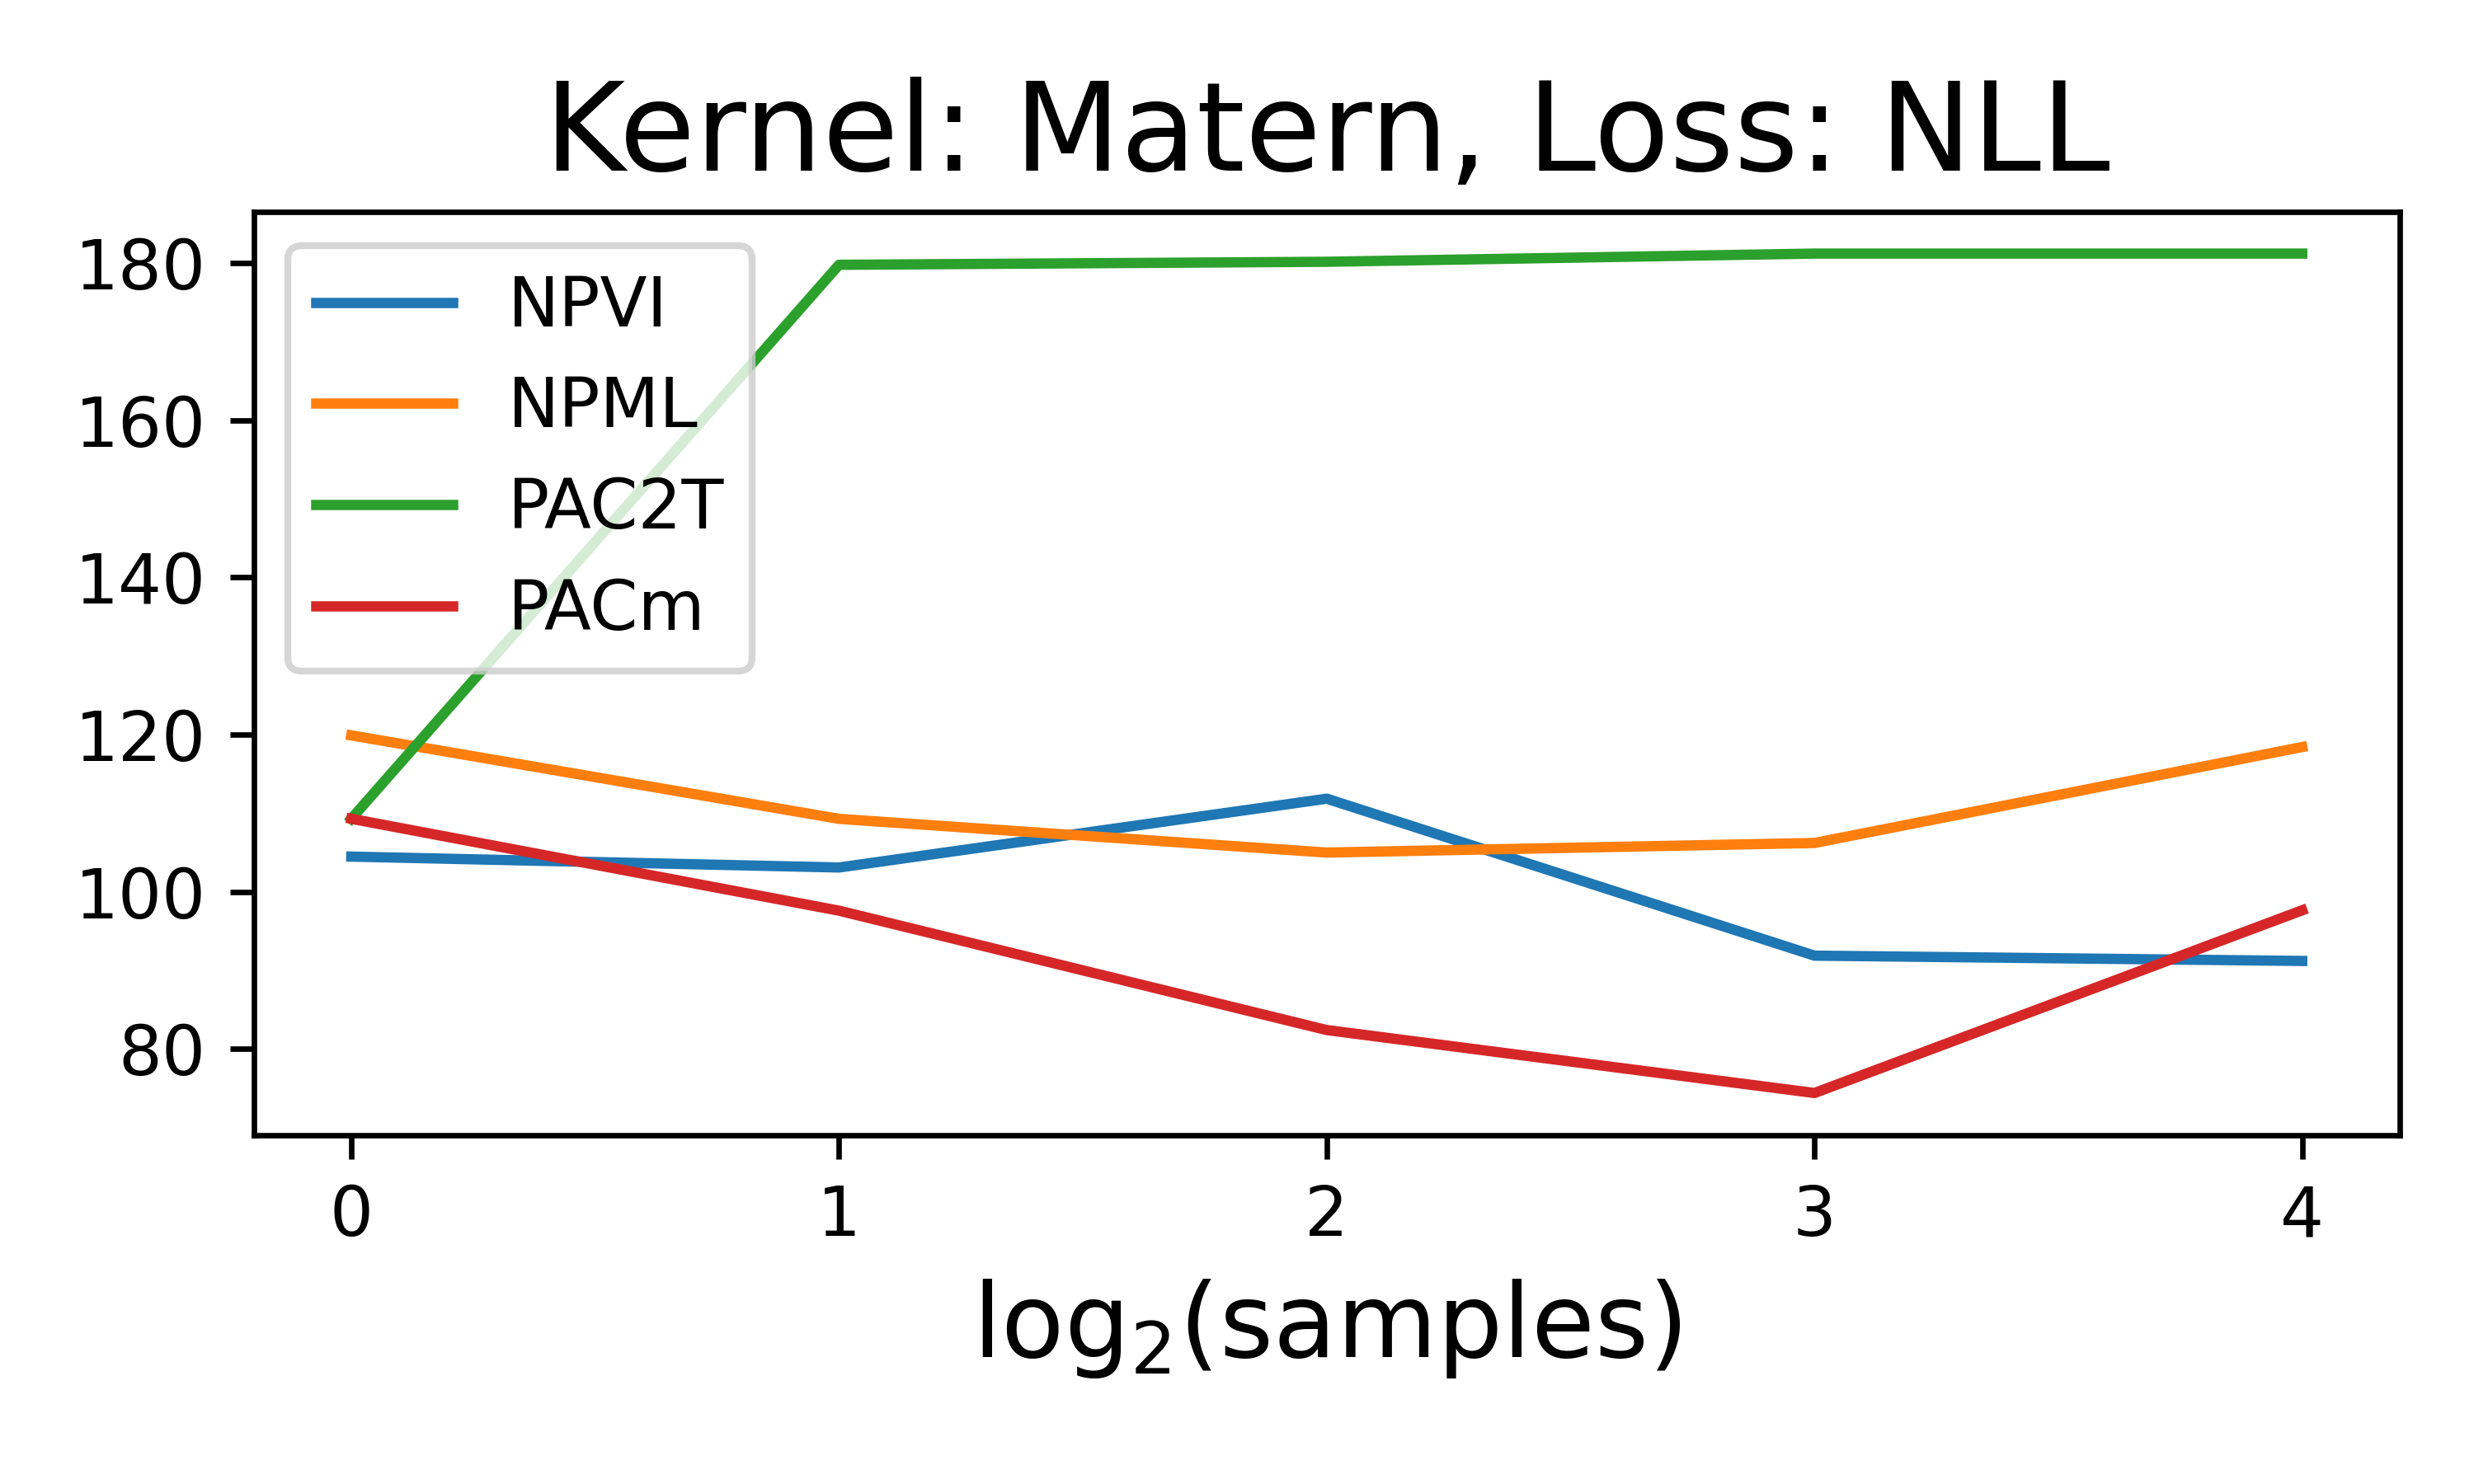 Kernel: Matern, Loss: NLL
180
160
140
120
100
80
NPVI
NPML
PAC2T
PACm
0 1 2 3 4
log₂(samples)